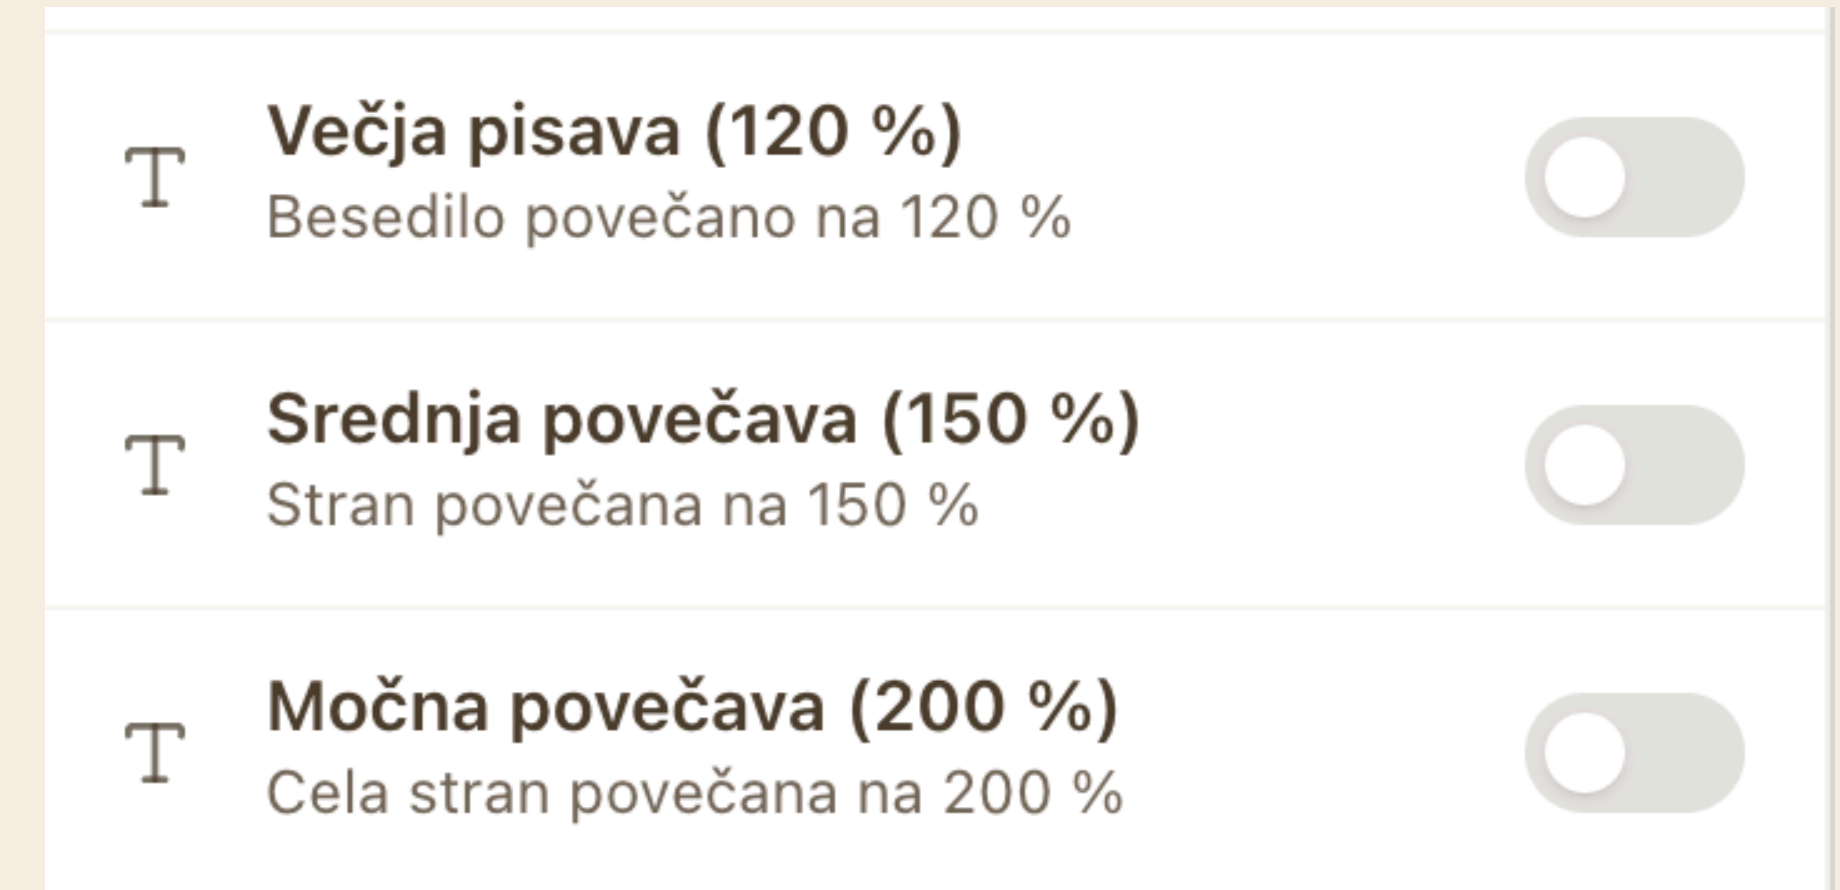 Večja pisava (120 %)
Besedilo povečano na 120 %
Srednja povečava (150 %)
Stran povečana na 150 %
Močna povečava (200 %)
Cela stran povečana na 200 %